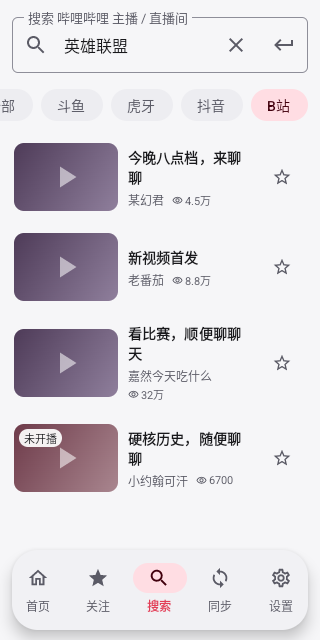 搜索 哔哩哔哩 主播 / 直播间
英雄联盟
部 斗鱼 虎牙 抖音 B站
今晚八点档，来聊
聊
某幻君 4.5万
新视频首发
老番茄 8.8万
看比赛，顺便聊聊
天
嘉然今天吃什么
32万
未开播
硬核历史，随便聊
聊
小约翰可汗 6700
首页 关注 搜索 同步 设置